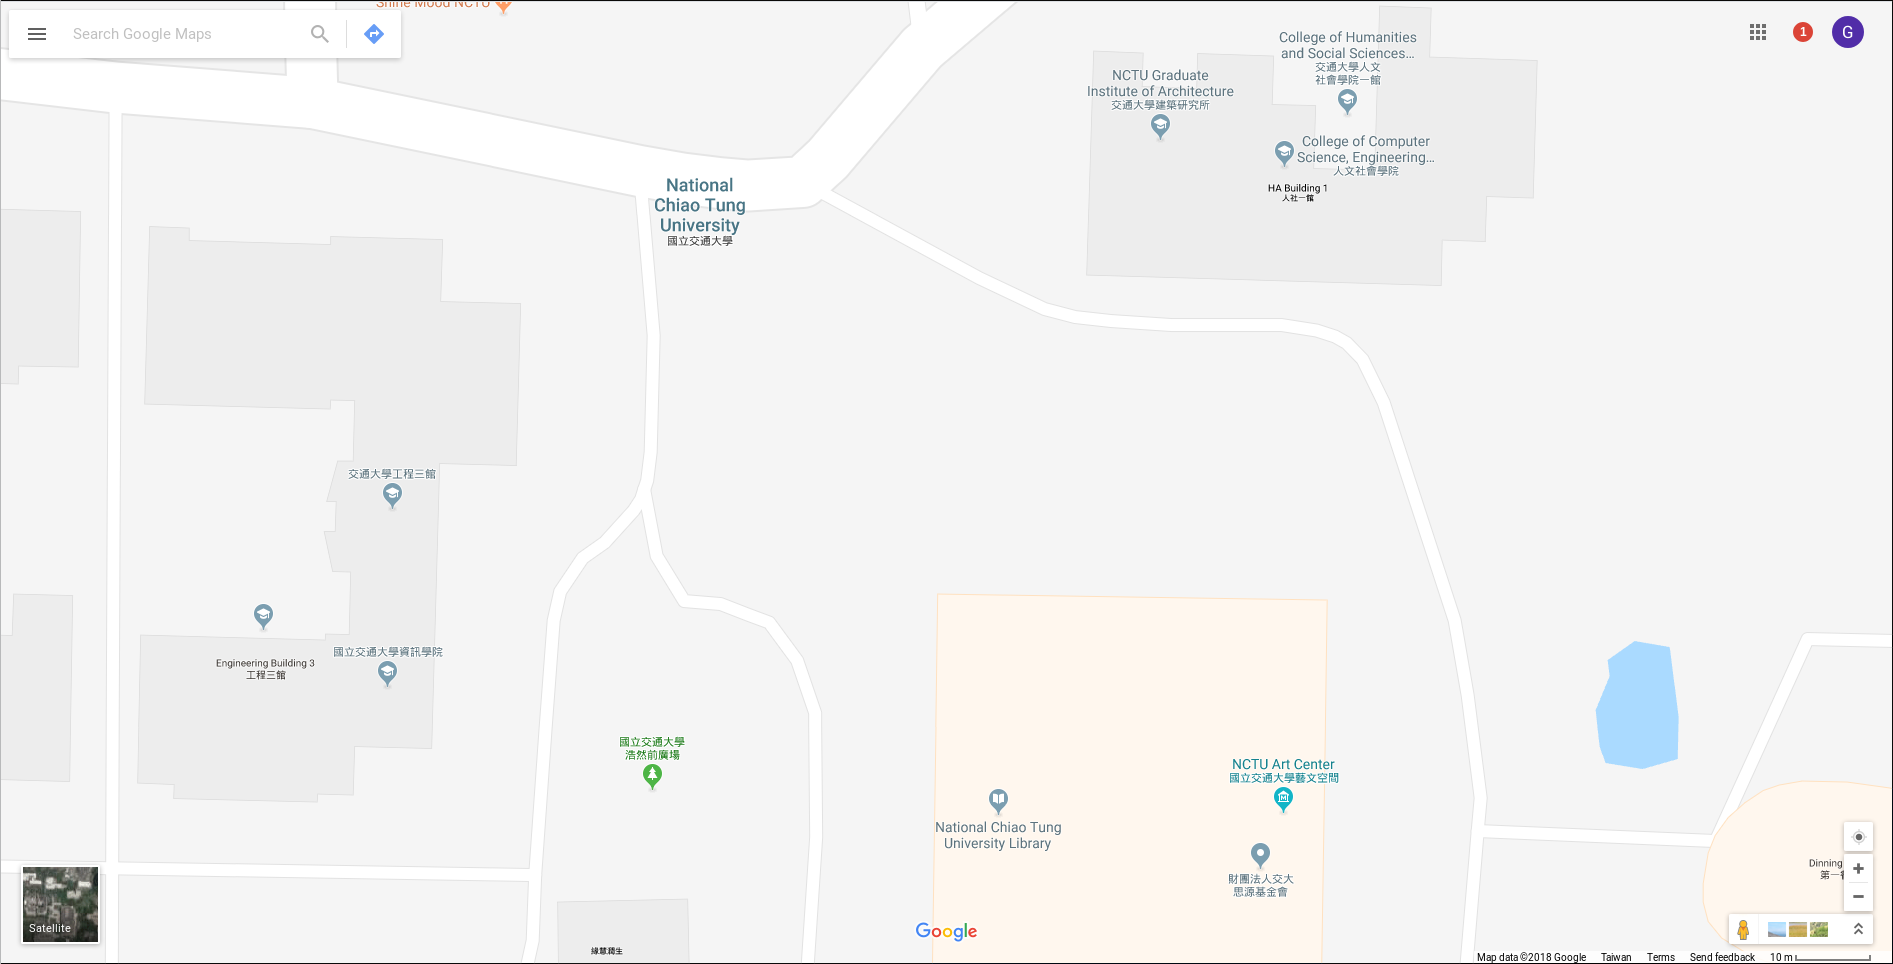 Shine Mood NCTU
Search Google Maps
1
G
College of Humanities
and Social Sciences...
交通大學人文
社會學院一館
NCTU Graduate
Institute of Architecture
交通大學建築研究所
College of Computer
Science, Engineering...
人文社會學院
HA Building 1
人社一館
National
Chiao Tung
University
國立交通大學
交通大學工程三館
Engineering Building 3
工程三館
國立交通大學資訊學院
國立交通大學
浩然前廣場
NCTU Art Center
國立交通大學藝文空間
National Chiao Tung
University Library
財團法人交大
思源基金會
Dinning
第一
Satellite
Google
Map data ©2018 Google Taiwan Terms Send feedback 10 m